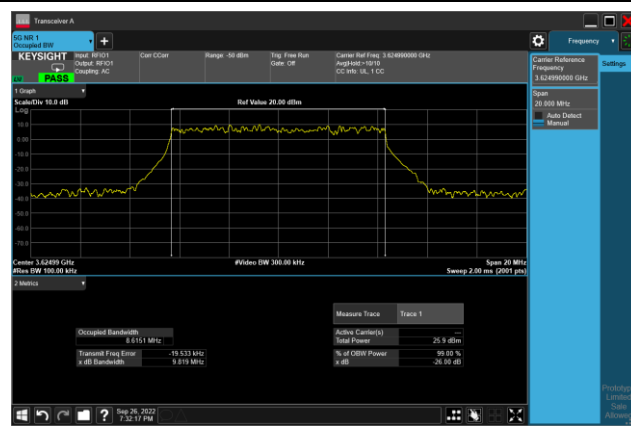 Transceiver A
5G NR 1
Occupied BW
Frequency
KEYSIGHT
Input: RFIO1
Output: RFIO1
Coupling: AC
Corr CCorr
Range: -50 dBm
Trig: Free Run
Gate: Off
Carrier Ref Freq: 3.624990000 GHz
Avg|Hold:>10/10
CC Info: UL, 1 CC
PASS
Carrier Reference
Frequency
3.624990000 GHz
Settings
Span
20.000 MHz
Auto Detect
Manual
1 Graph
Scale/Div 10.0 dB
Ref Value 20.00 dBm
Log
10.0
0.00
-10.0
-20.0
-30.0
-40.0
-50.0
-60.0
-70.0
Center 3.62499 GHz
#Video BW 300.00 kHz
Span 20 MHz
#Res BW 100.00 kHz
Sweep 2.00 ms (2001 pts)
2 Metrics
Measure Trace
Trace 1
Occupied Bandwidth
8.6151 MHz
Active Carrier(s)
---
Total Power
25.9 dBm
Transmit Freq Error
-19.533 kHz
x dB Bandwidth
9.819 MHz
% of OBW Power
99.00 %
x dB
-26.00 dB
Prototype
Limited
Sale
Allowed
?
Sep 26, 2022
7:32:17 PM